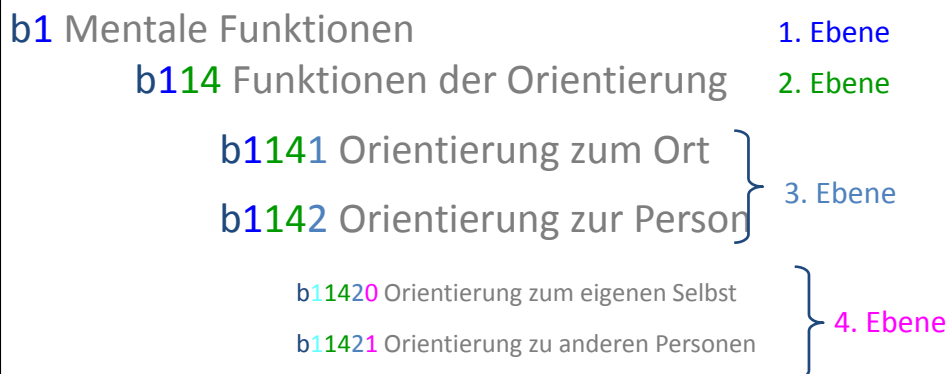 b1 Mentale Funktionen 1. Ebene
b114 Funktionen der Orientierung 2. Ebene
b1141 Orientierung zum Ort
3. Ebene
b1142 Orientierung zur Person
b11420 Orientierung zum eigenen Selbst
4. Ebene
b11421 Orientierung zu anderen Personen